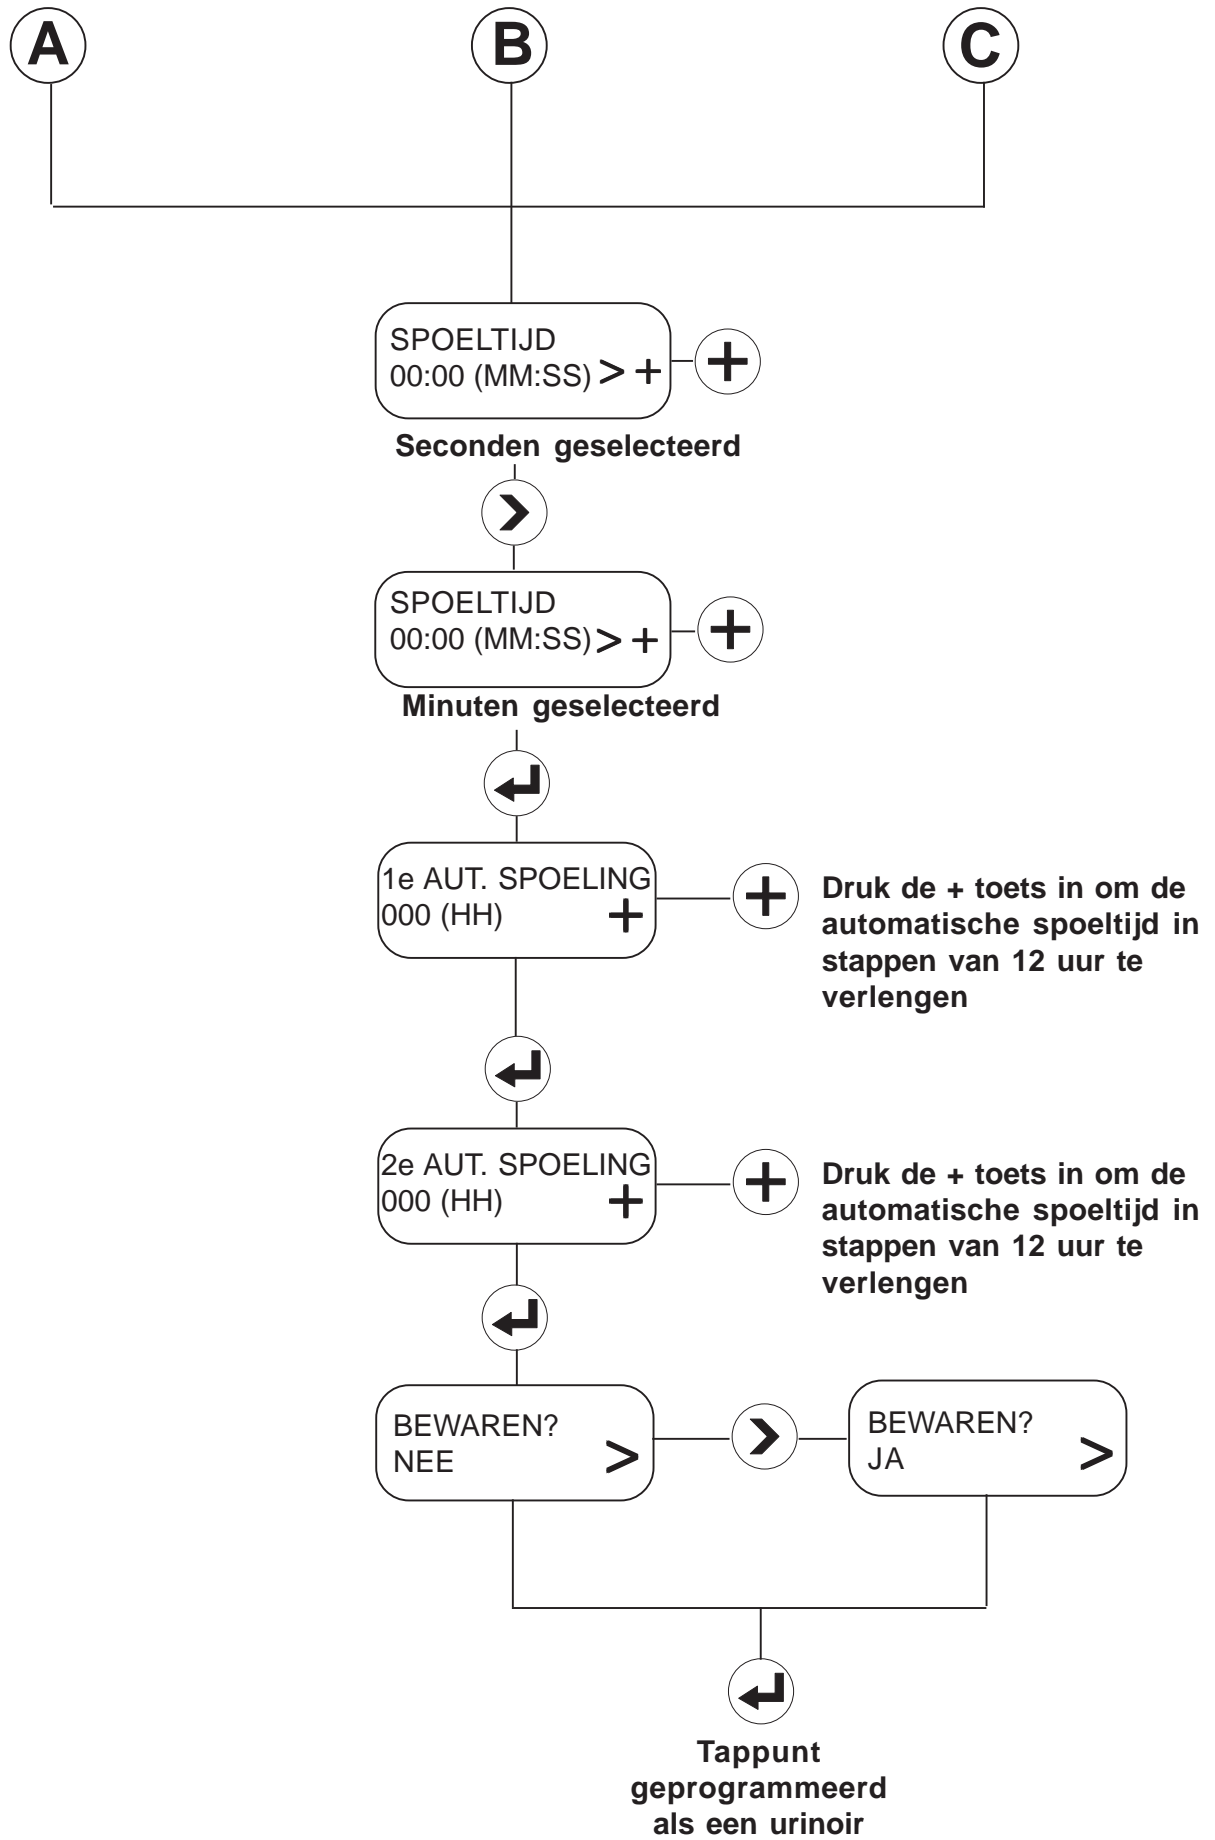 A B C
SPOELTIJD
00:00 (MM:SS) > + +
Seconden geselecteerd
>
SPOELTIJD
00:00 (MM:SS) > + +
Minuten geselecteerd
↵
1e AUT. SPOELING
000 (HH) + +
Druk de + toets in om de
automatische spoeltijd in
stappen van 12 uur te
verlengen
↵
2e AUT. SPOELING
000 (HH) + +
Druk de + toets in om de
automatische spoeltijd in
stappen van 12 uur te
verlengen
↵
BEWAREN?
NEE >
>
BEWAREN?
JA >
↵
Tappunt
geprogrammeerd
als een urinoir